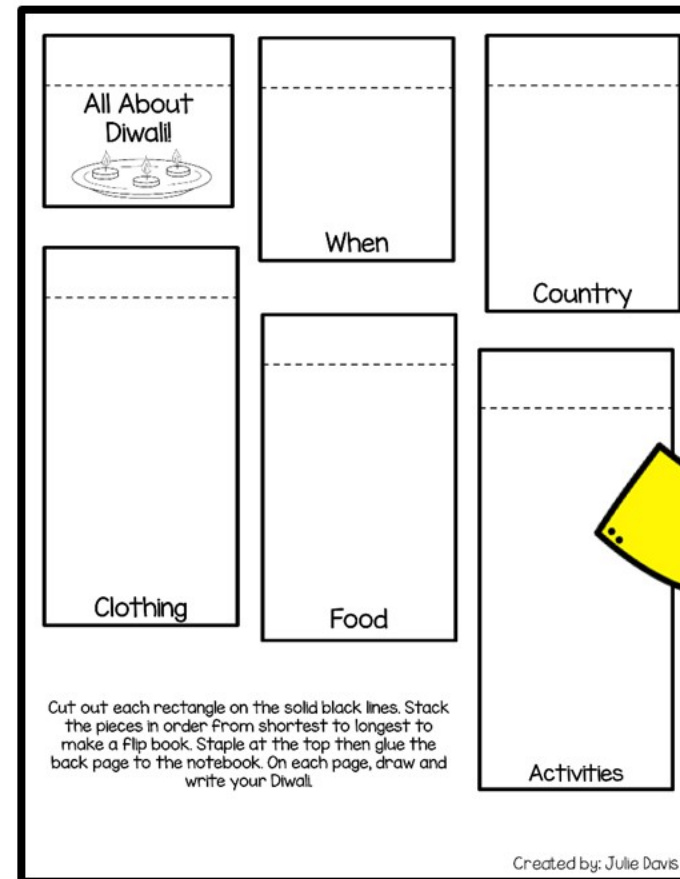 All About
Diwali!
When
Country
Clothing
Food
Activities
Cut out each rectangle on the solid black lines. Stack
the pieces in order from shortest to longest to
make a flip book. Staple at the top then glue the
back page to the notebook. On each page, draw and
write your Diwali.
Created by: Julie Davis